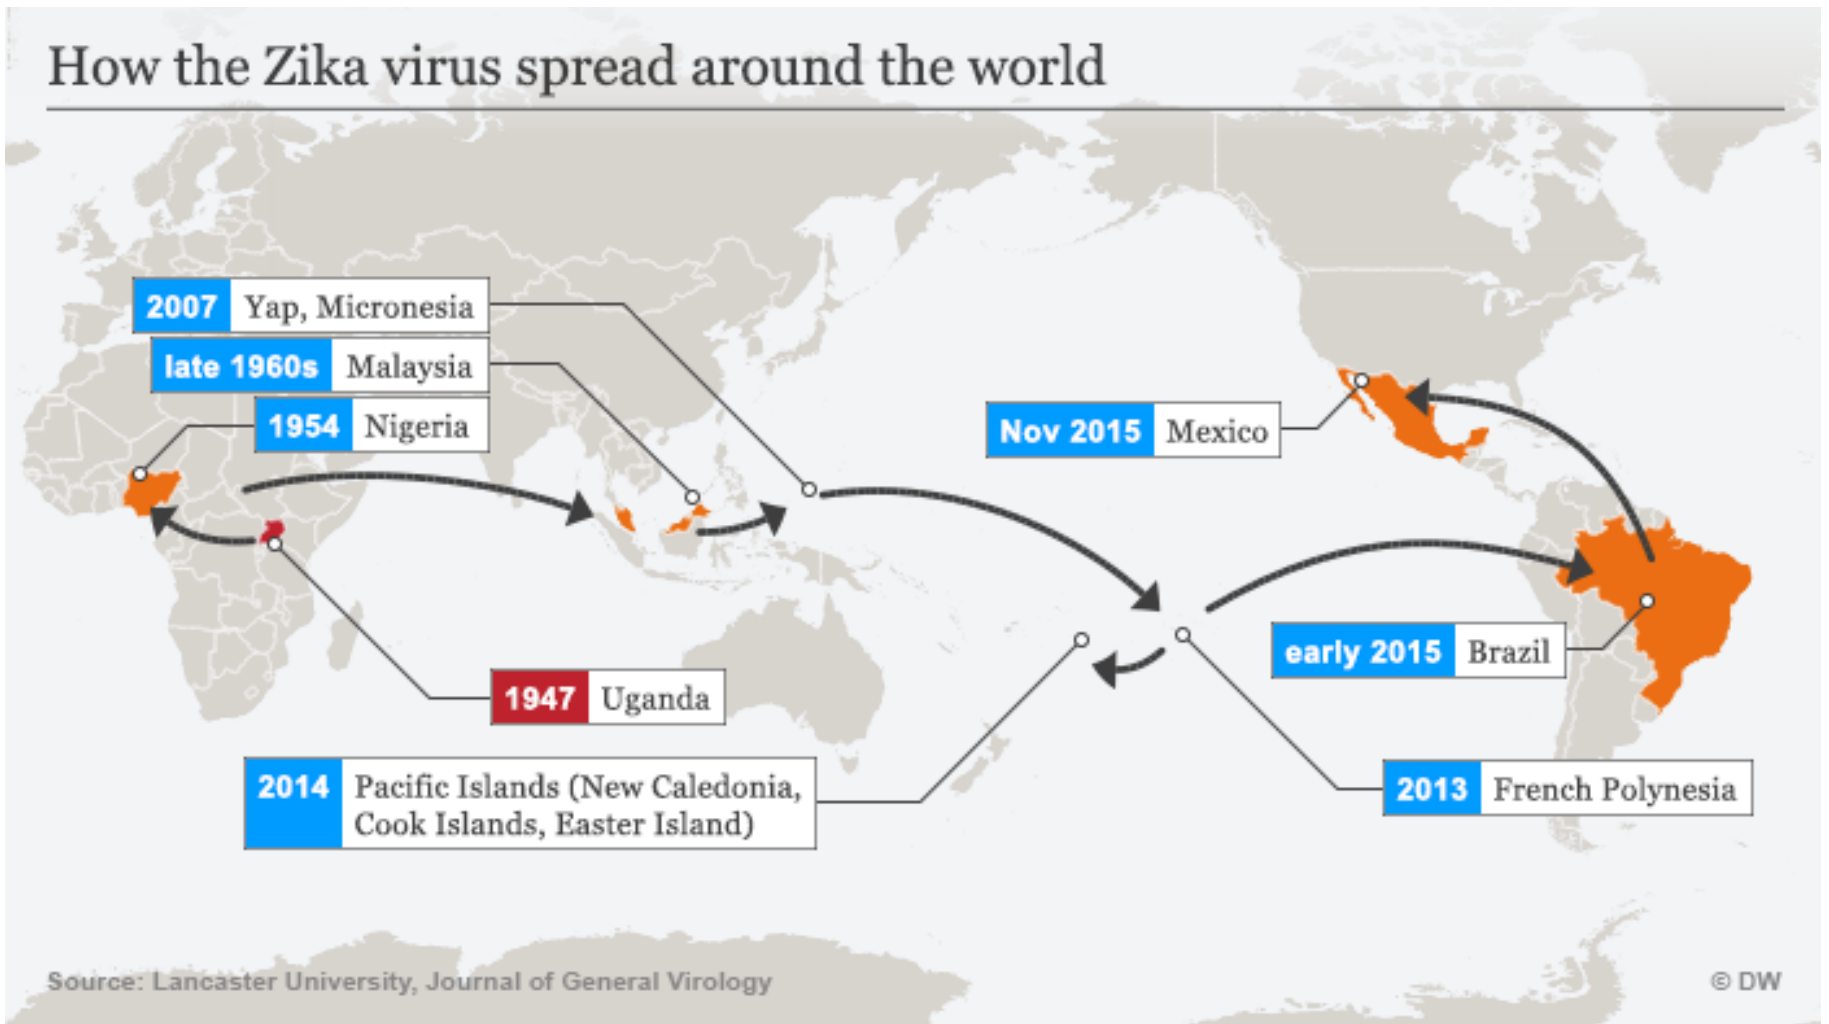 How the Zika virus spread around the world
2007 Yap, Micronesia
late 1960s Malaysia
1954 Nigeria
Nov 2015 Mexico
early 2015 Brazil
1947 Uganda
2014 Pacific Islands (New Caledonia,
Cook Islands, Easter Island)
2013 French Polynesia
Source: Lancaster University, Journal of General Virology
© DW